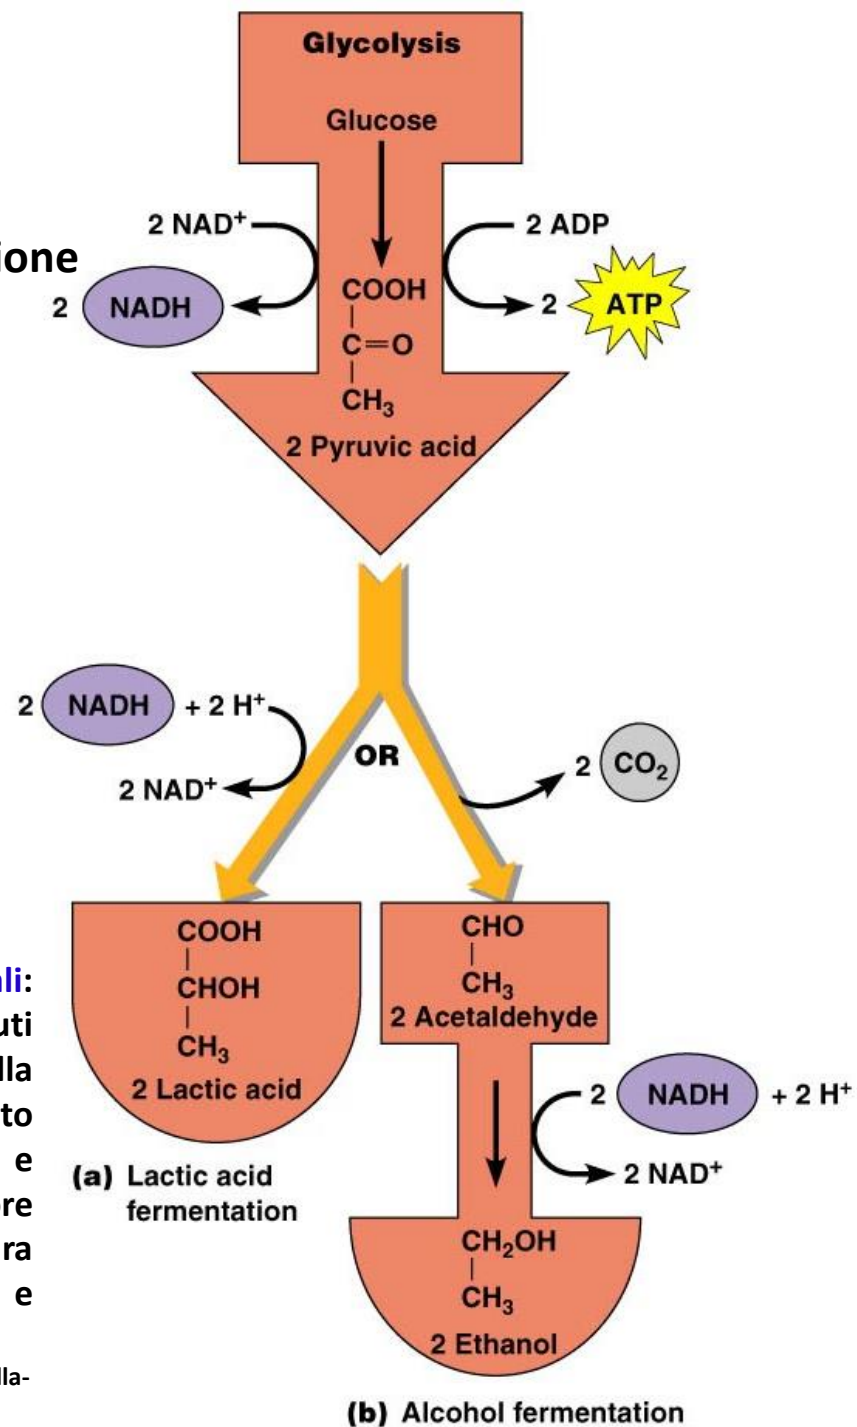 Glycolysis
Glucose
2 NAD⁺
2 ADP
2 NADH
2 ATP
COOH
C=O
CH₃
2 Pyruvic acid
2 NADH + 2 H⁺
2 NAD⁺
OR
2 CO₂
COOH
CHOH
CH₃
2 Lactic acid
(a) Lactic acid
fermentation
CHO
CH₃
2 Acetaldehyde
2 NADH + 2 H⁺
2 NAD⁺
CH₂OH
CH₃
2 Ethanol
(b) Alcohol fermentation
ione
li:
uti
lla
to
e
re
ra
e
lla-